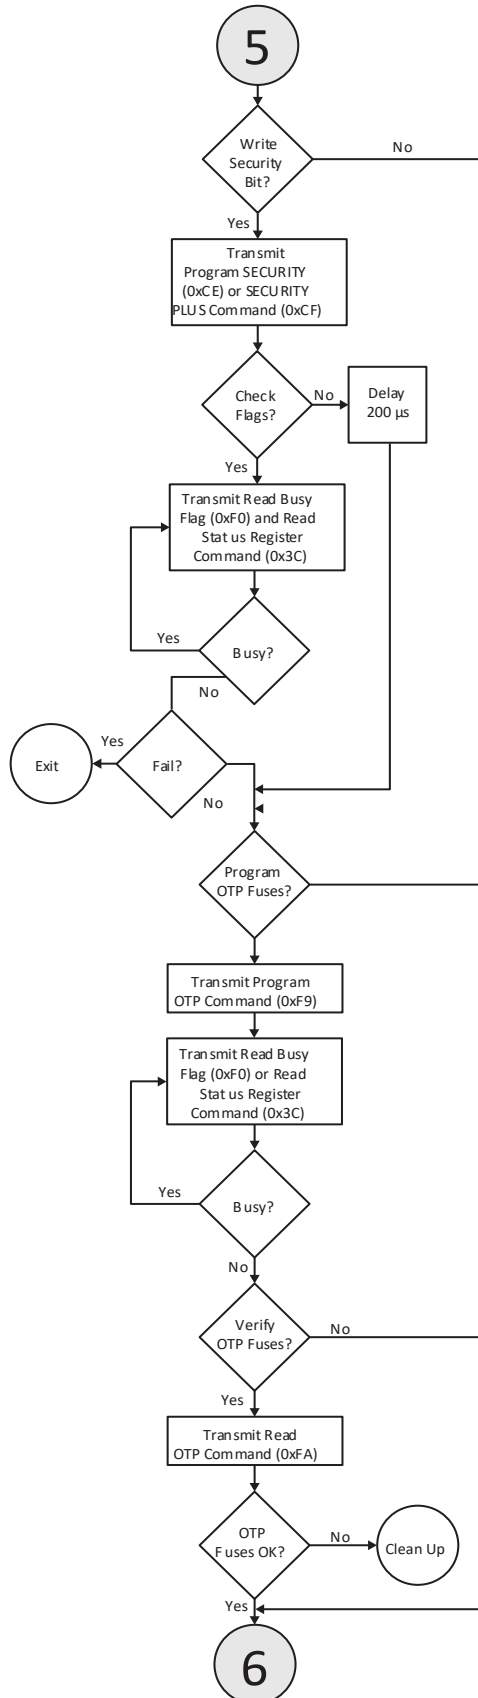 5
Write
Security
Bit?
No
Yes
Transmit
Program SECURITY
(0xCE) or SECURITY
PLUS Command (0xCF)
Check
Flags?
No
Delay
200 µs
Yes
Transmit Read Busy
Flag (0xF0) and Read
Stat us Register
Command (0x3C)
Yes
Busy?
No
Exit
Yes
Fail?
No
Program
OTP Fuses?
Transmit Program
OTP Command (0xF9)
Transmit Read Busy
Flag (0xF0) or Read
Stat us Register
Command (0x3C)
Yes
Busy?
No
Verify
OTP Fuses?
No
Yes
Transmit Read
OTP Command (0xFA)
OTP
Fuses OK?
No
Clean Up
Yes
6